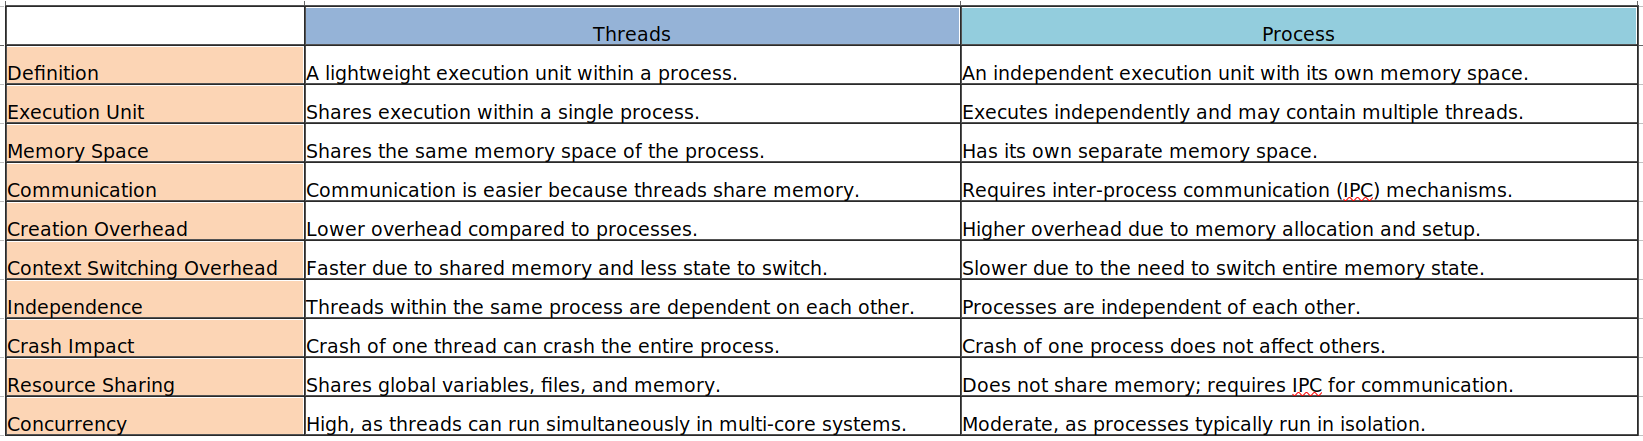 Threads Process
Definition A lightweight execution unit within a process. An independent execution unit with its own memory space.
Execution Unit Shares execution within a single process. Executes independently and may contain multiple threads.
Memory Space Shares the same memory space of the process. Has its own separate memory space.
Communication Communication is easier because threads share memory. Requires inter-process communication (IPC) mechanisms.
Creation Overhead Lower overhead compared to processes. Higher overhead due to memory allocation and setup.
Context Switching Overhead Faster due to shared memory and less state to switch. Slower due to the need to switch entire memory state.
Independence Threads within the same process are dependent on each other. Processes are independent of each other.
Crash Impact Crash of one thread can crash the entire process. Crash of one process does not affect others.
Resource Sharing Shares global variables, files, and memory. Does not share memory; requires IPC for communication.
Concurrency High, as threads can run simultaneously in multi-core systems. Moderate, as processes typically run in isolation.